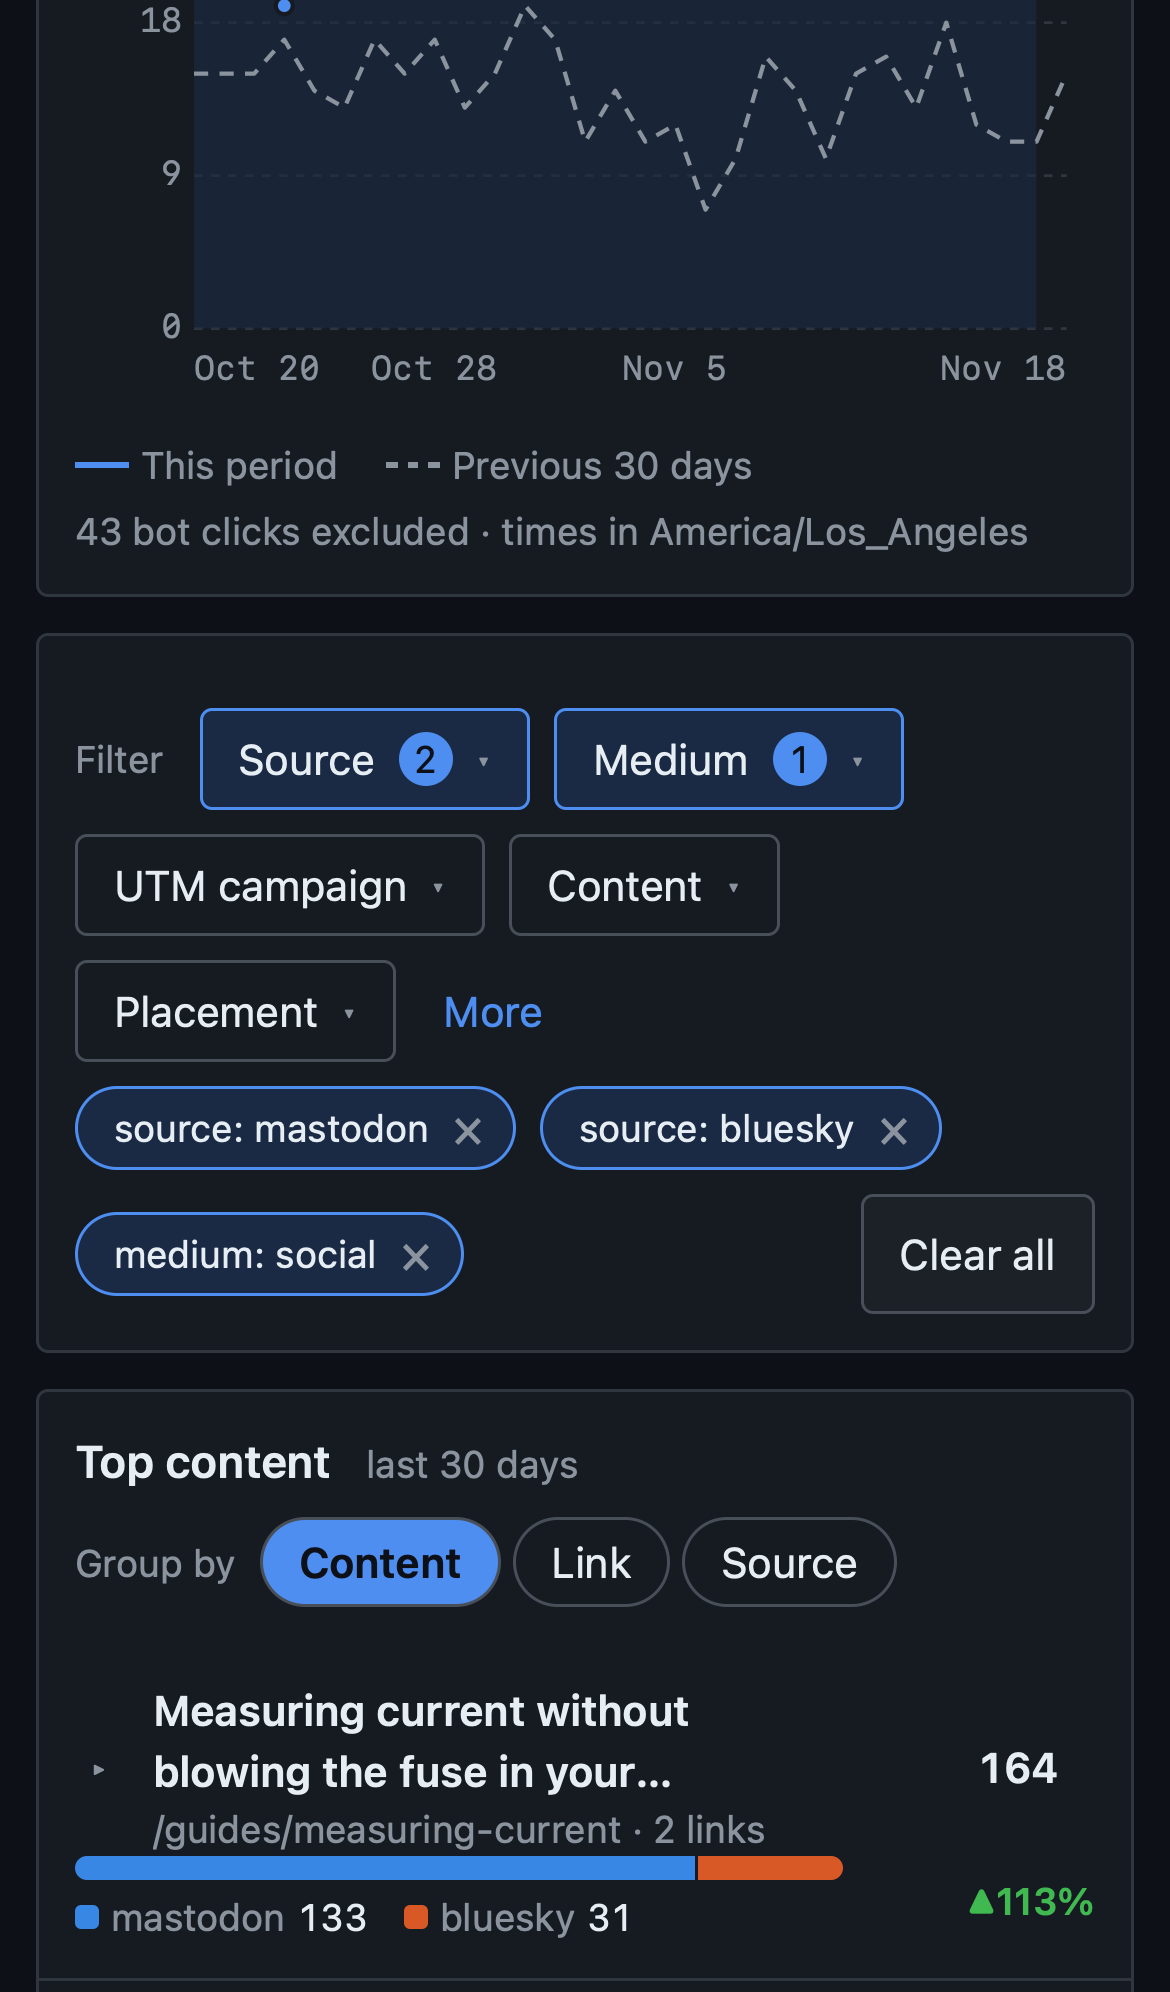 18
9
0
Oct 20 Oct 28 Nov 5 Nov 18
This period Previous 30 days
43 bot clicks excluded · times in America/Los_Angeles
Filter Source 2 Medium 1
UTM campaign Content
Placement More
source: mastodon × source: bluesky ×
medium: social × Clear all
Top content last 30 days
Group by Content Link Source
Measuring current without
blowing the fuse in your...
164
/guides/measuring-current · 2 links
mastodon 133 bluesky 31
▲113%